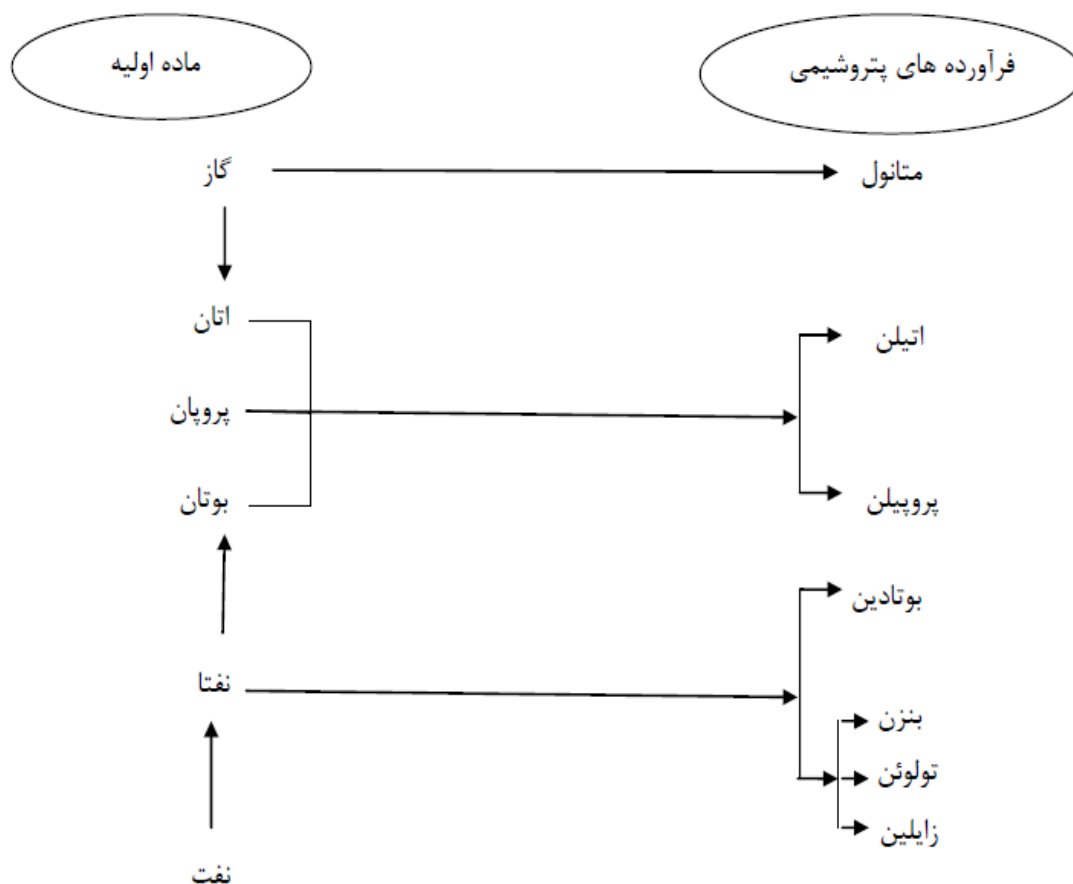 ماده اولیه
فرآورده های پتروشیمی
گاز
متانول
اتان
اتیلن
پروپان
بوتان
پروپیلن
بوتادین
نفتا
بنزن
تولوئن
زایلین
نفت